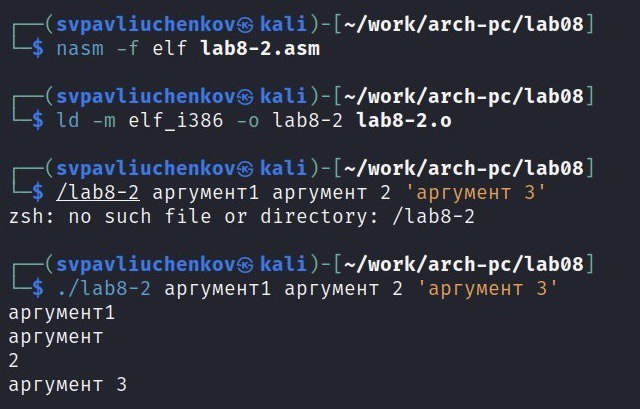 ┌──(svpavliuchenkov㉿ kali)-[~/work/arch-pc/lab08]
└─$ nasm -f elf lab8-2.asm
┌──(svpavliuchenkov㉿ kali)-[~/work/arch-pc/lab08]
└─$ ld -m elf_i386 -o lab8-2 lab8-2.o
┌──(svpavliuchenkov㉿ kali)-[~/work/arch-pc/lab08]
└─$ /lab8-2 аргумент1 аргумент 2 'аргумент 3'
zsh: no such file or directory: /lab8-2
┌──(svpavliuchenkov㉿ kali)-[~/work/arch-pc/lab08]
└─$ ./lab8-2 аргумент1 аргумент 2 'аргумент 3'
аргумент1
аргумент
2
аргумент 3